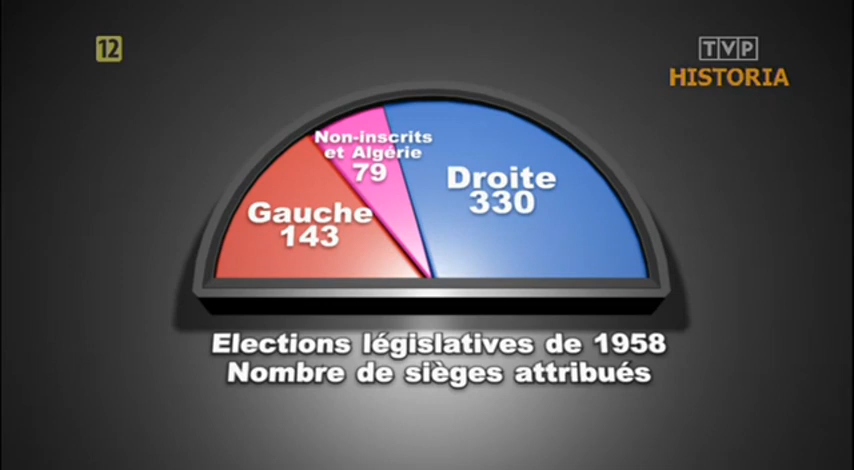 12
TVP
HISTORIA
Non-inscrits
et Algérie
79
Droite
330
Gauche
143
Elections législatives de 1958
Nombre de sièges attribués